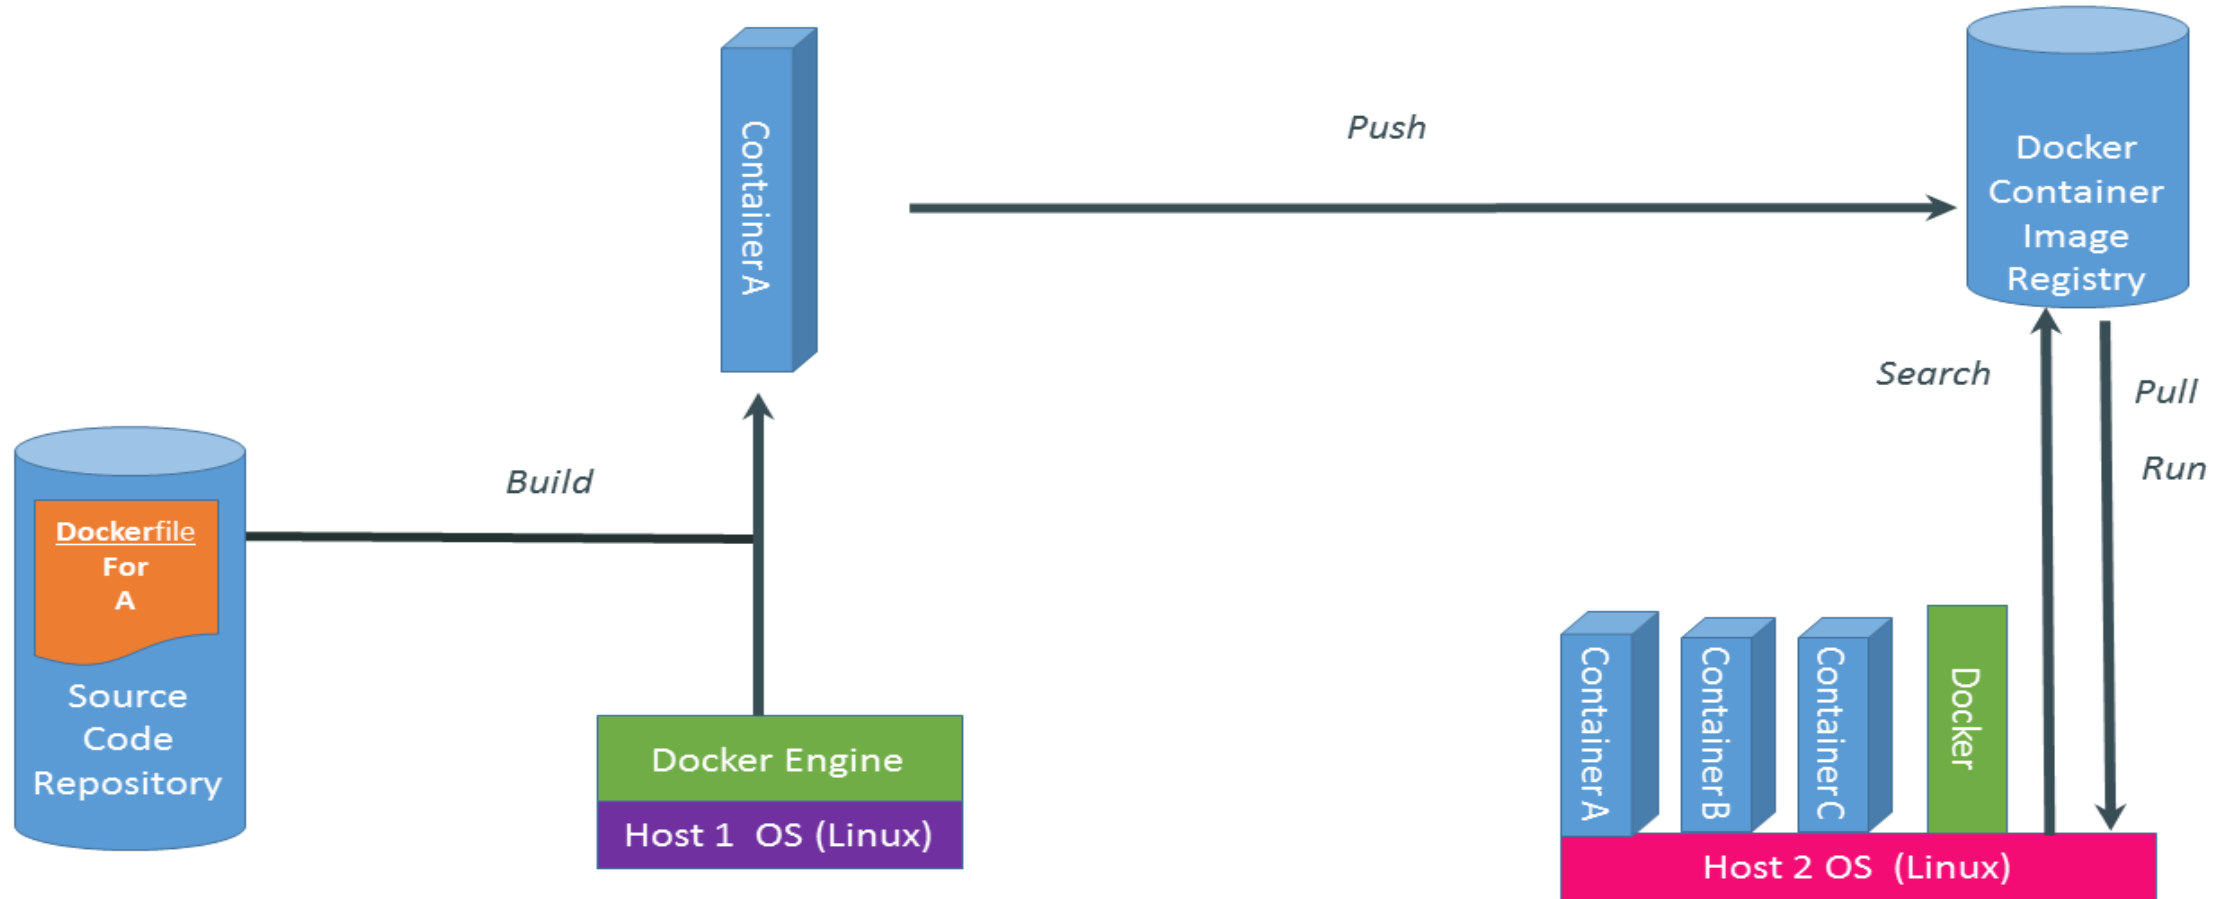 Container A
Push
Docker
Container
Image
Registry
Search
Pull
Run
Build
Dockerfile
For
A
Source
Code
Repository
Docker Engine
Host 1 OS (Linux)
Container A
Container B
Container C
Docker
Host 2 OS (Linux)